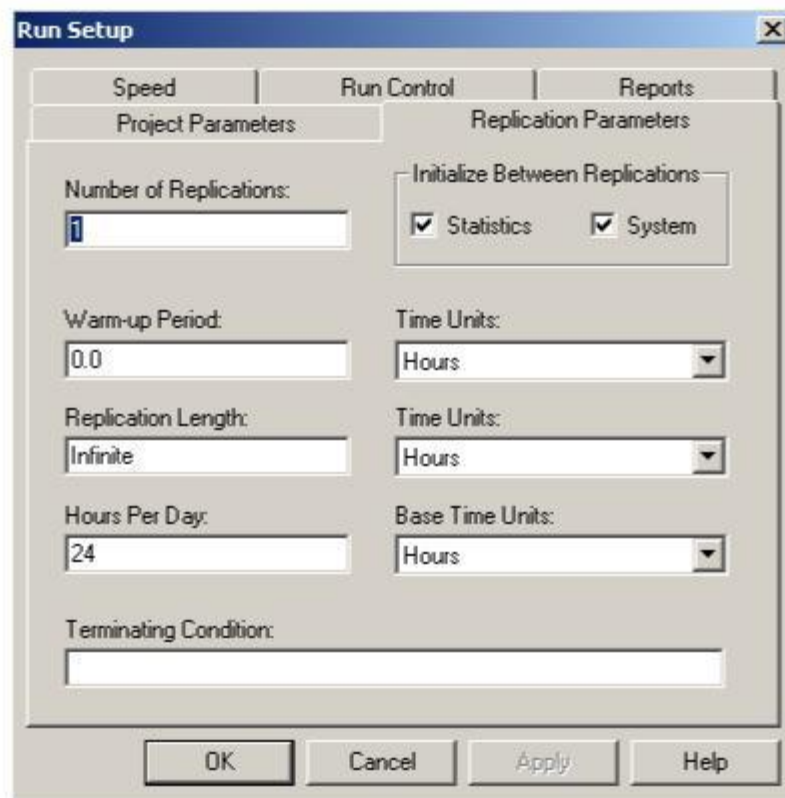 Run Setup
Speed Run Control Reports
Project Parameters Replication Parameters
Number of Replications:
1
Initialize Between Replications
Statistics System
Warm-up Period: Time Units:
0.0 Hours
Replication Length: Time Units:
Infinite Hours
Hours Per Day: Base Time Units:
24 Hours
Terminating Condition:
OK Cancel Apply Help